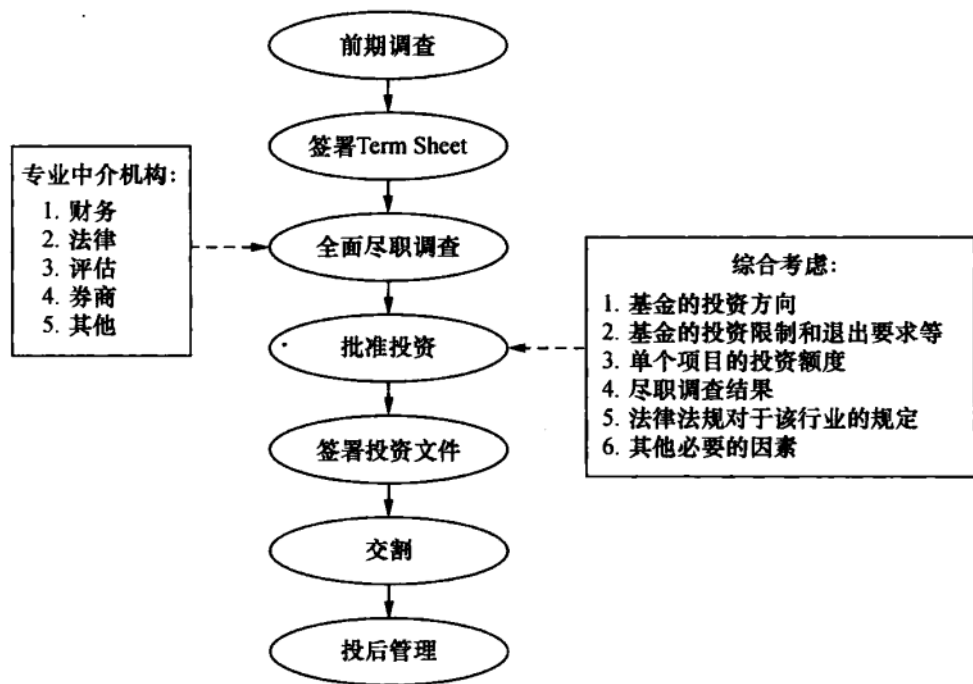 前期调查
签署Term Sheet
专业中介机构：
1. 财务
2. 法律
3. 评估
4. 券商
5. 其他
全面尽职调查
综合考虑：
1. 基金的投资方向
2. 基金的投资限制和退出要求等
3. 单个项目的投资额度
4. 尽职调查结果
5. 法律法规对于该行业的规定
6. 其他必要的因素
批准投资
签署投资文件
交割
投后管理